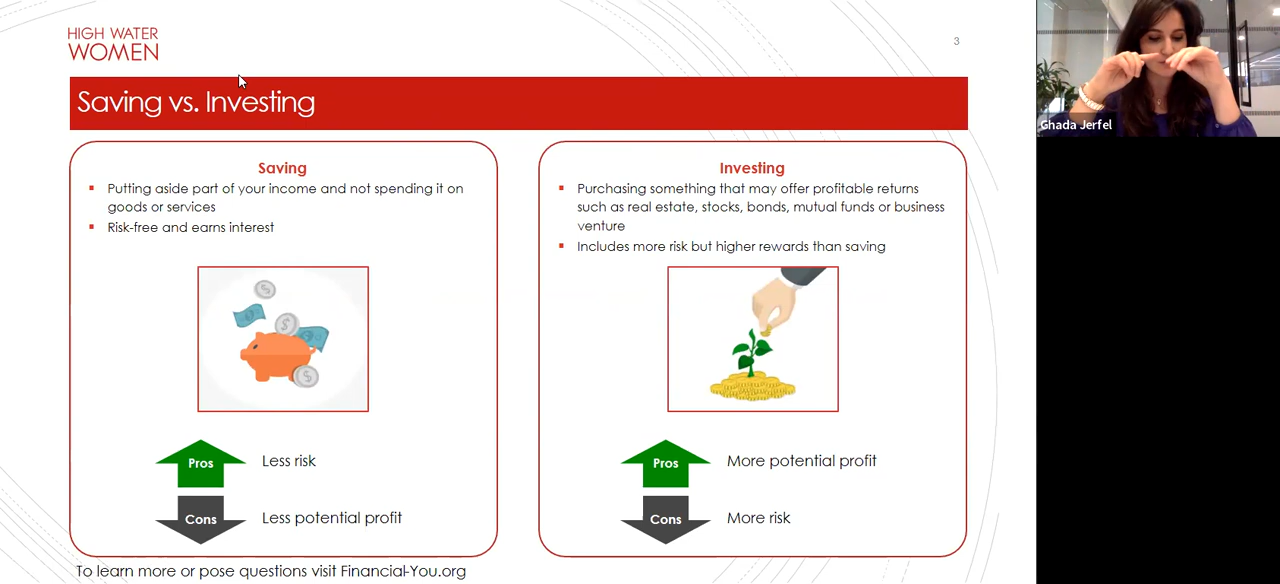 HIGH WATER
WOMEN
3
Saving vs. Investing
Saving
Putting aside part of your income and not spending it on
goods or services
Risk-free and earns interest
Pros
Less risk
Cons
Less potential profit
Investing
Purchasing something that may offer profitable returns
such as real estate, stocks, bonds, mutual funds or business
venture
Includes more risk but higher rewards than saving
Pros
More potential profit
Cons
More risk
To learn more or pose questions visit Financial-You.org
Ghada Jerfel